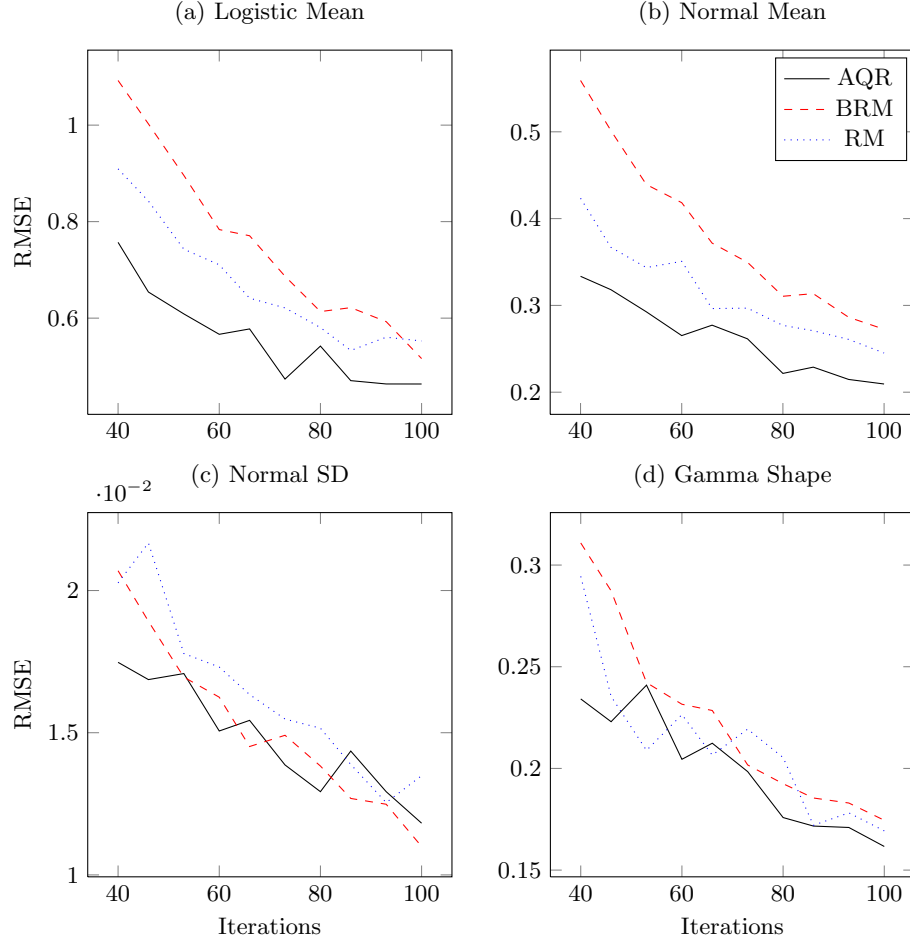 (a) Logistic Mean
(b) Normal Mean
1
0.8
0.6
RMSE
40 60 80 100
0.5
0.4
0.3
0.2
40 60 80 100
AQR
BRM
RM
(c) Normal SD
(d) Gamma Shape
·10−2
2
1.5
1
RMSE
40 60 80 100
Iterations
0.3
0.25
0.2
0.15
40 60 80 100
Iterations